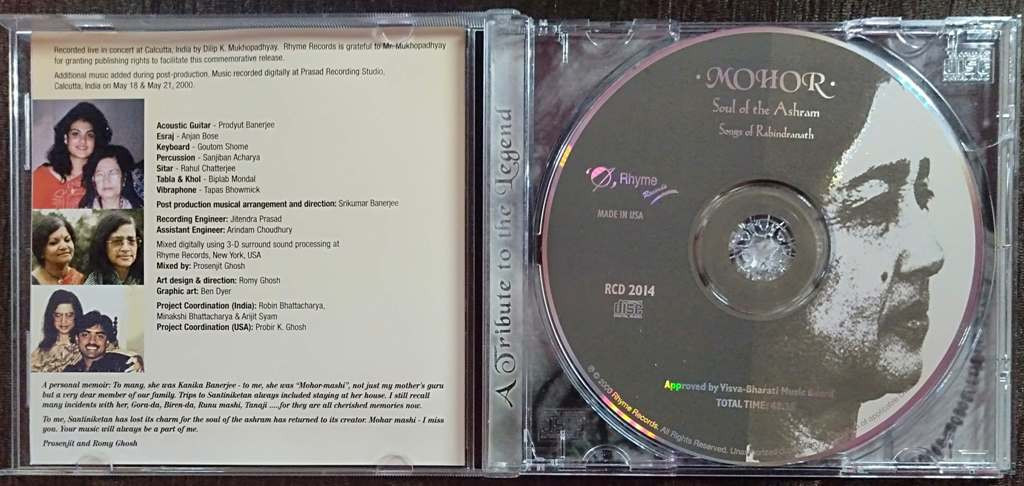 Recorded live in concert at Calcutta, India by Dilip K. Mukhopadhyay. Rhyme Records is grateful to Mr. Mukhopadhyay
for granting publishing rights to facilitate this commemorative release.
Additional music added during post-production. Music recorded digitally at Prasad Recording Studio,
Calcutta, India on May 18 & May 21, 2000.
Acoustic Guitar - Prodyut Banerjee
Esraj - Anjan Bose
Keyboard - Goutom Shome
Percussion - Sanjiban Acharya
Sitar - Rahul Chatterjee
Tabla & Khol - Biplab Mondal
Vibraphone - Tapas Bhowmick
Post production musical arrangement and direction: Srikumar Banerjee
Recording Engineer: Jitendra Prasad
Assistant Engineer: Arindam Choudhury
Mixed digitally using 3-D surround sound processing at
Rhyme Records, New York, USA
Mixed by: Prosenjit Ghosh
Art design & direction: Romy Ghosh
Graphic art: Ben Dyer
Project Coordination (India): Robin Bhattacharya,
Minakshi Bhattacharya & Arijit Syam
Project Coordination (USA): Probir K. Ghosh
A personal memoir: To many, she was Kanika Banerjee - to me, she was "Mohor-mashi", not just my mother's guru
but a very dear member of our family. Trips to Santiniketan always included staying at her house. I still recall
many incidents with her, Gora-da, Biren-da, Runu mashi, Tanaji ....for they are all cherished memories now.
To me, Santiniketan has lost its charm for the soul of the ashram has returned to its creator. Mohar mashi - I miss
you. Your music will always be a part of me.
Prosenjit and Romy Ghosh
A Tribute to the Legend
· MOHOR ·
Soul of the Ashram
Songs of Rabindranath
Rhyme
Records
MADE IN USA
RCD 2014
COMPACT
disc
DIGITAL AUDIO
Approved by Visva-Bharati Music Board
TOTAL TIME:
℗ © 2000 Rhyme Records. All Rights Reserved. of applicable